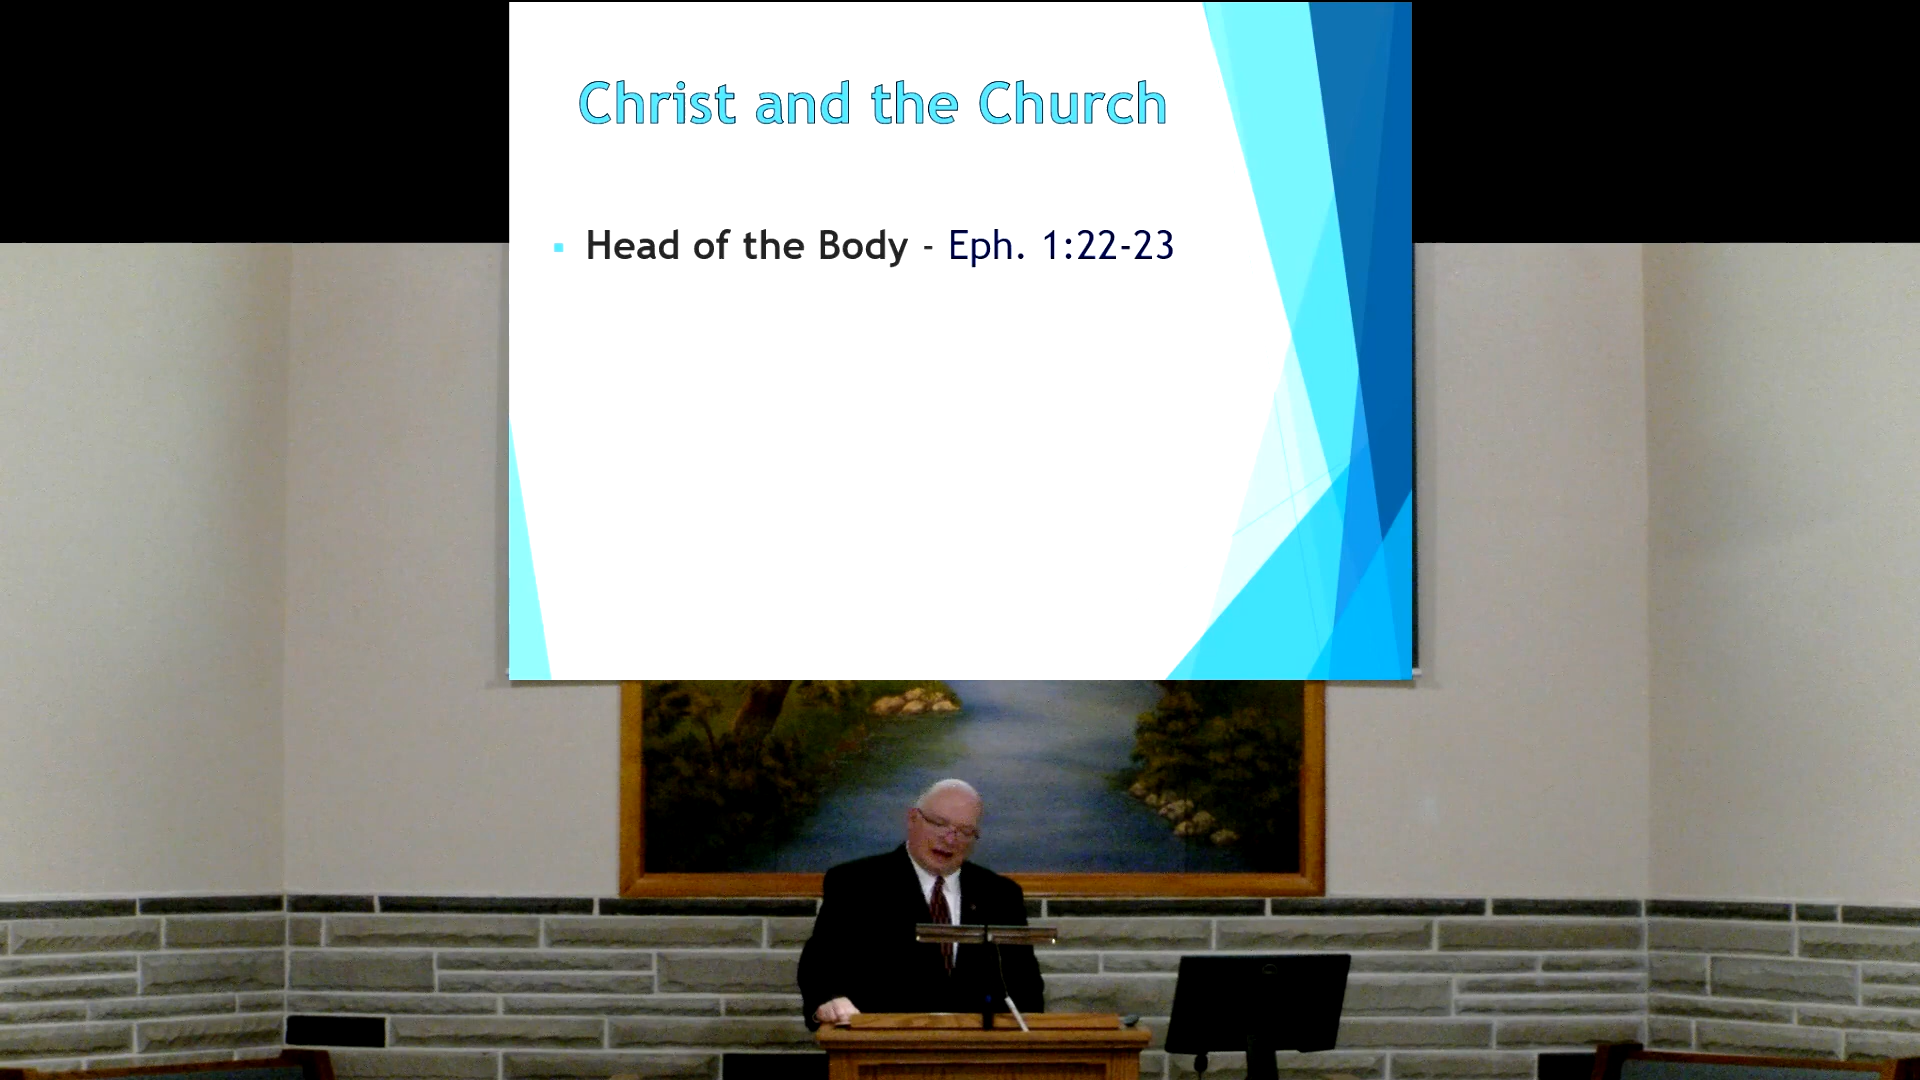 Christ and the Church
▪ Head of the Body - Eph. 1:22-23